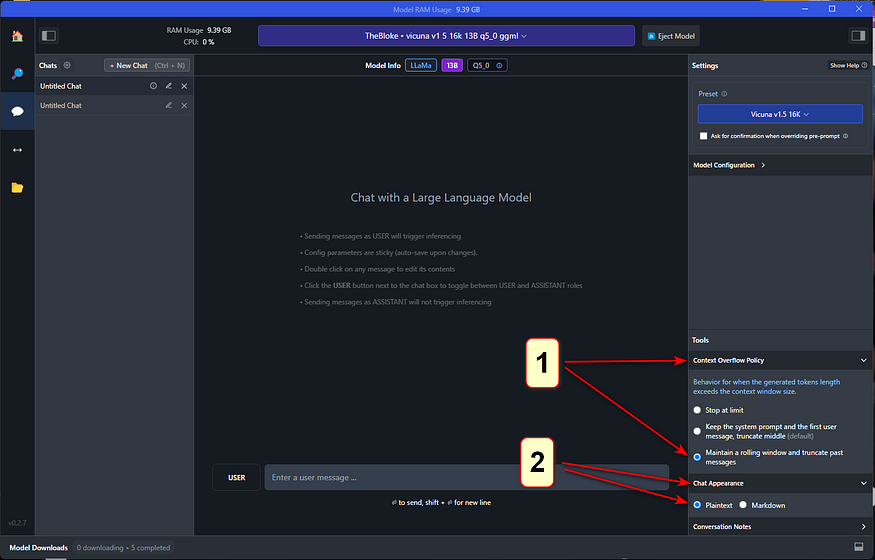 Model RAM Usage 9.39 GB
RAM Usage 9.39 GB
CPU: 0 %
TheBloke • vicuna v1 5 16k 13B q5_0 ggml
Eject Model
Chats
+ New Chat (Ctrl + N)
Model Info LLaMa 13B Q5_0
Settings
Show Help
Untitled Chat
Untitled Chat
Preset
Vicuna v1.5 16K
Ask for confirmation when overriding pre-prompt
Model Configuration
Chat with a Large Language Model
• Sending messages as USER will trigger inferencing
• Config parameters are sticky (auto-save upon changes).
• Double click on any message to edit its contents
• Click the USER button next to the chat box to toggle between USER and ASSISTANT roles
• Sending messages as ASSISTANT will not trigger inferencing
Tools
1
Context Overflow Policy
Behavior for when the generated tokens length
exceeds the context window size.
Stop at limit
Keep the system prompt and the first user
message, truncate middle (default)
Maintain a rolling window and truncate past
messages
2
USER
Enter a user message ...
Chat Appearance
Plaintext
Markdown
⏎ to send, shift + ⏎ for new line
Conversation Notes
v0.2.7
Model Downloads
0 downloading • 5 completed